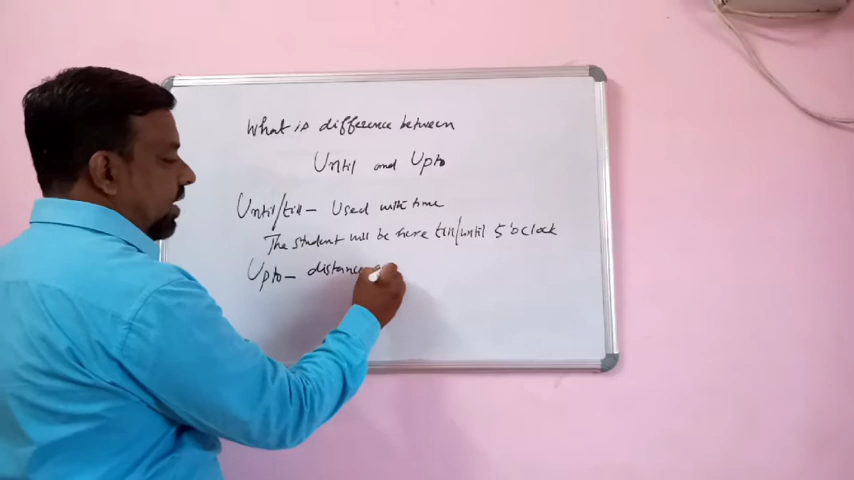 What is difference between
Until and Upto
Until/till - Used with time
The student will be here till/until 5'oclock
Upto - distance